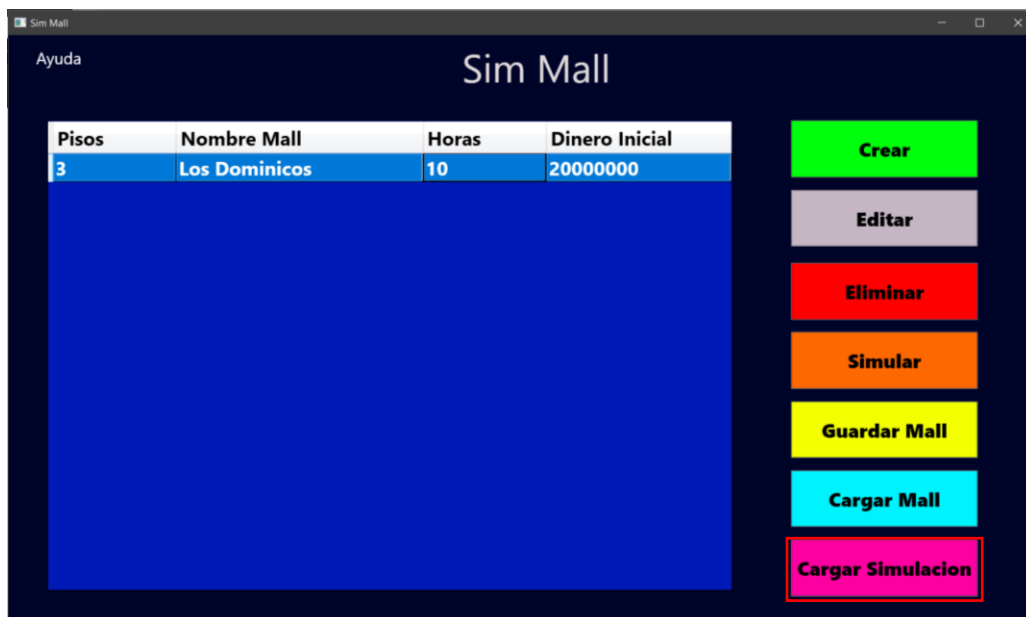 Sim Mall
Ayuda
Sim Mall
Pisos Nombre Mall Horas Dinero Inicial
3 Los Dominicos 10 20000000
Crear
Editar
Eliminar
Simular
Guardar Mall
Cargar Mall
Cargar Simulacion